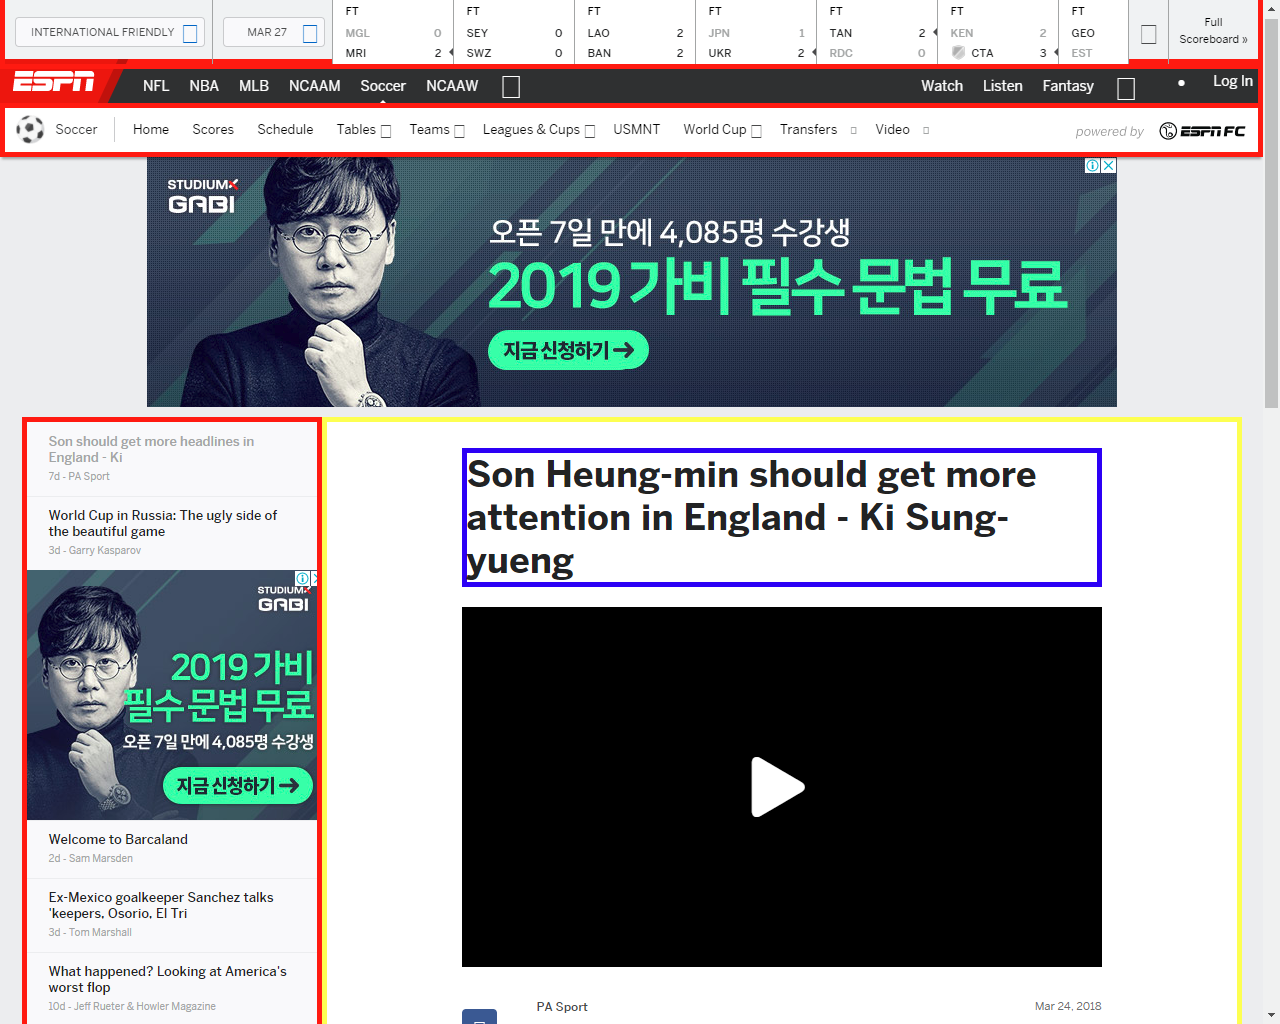 INTERNATIONAL FRIENDLY
MAR 27
FT
MGL 0
MRI 2
FT
SEY 0
SWZ 0
FT
LAO 2
BAN 2
FT
JPN 1
UKR 2
FT
TAN 2
RDC 0
FT
KEN 2
CTA 3
FT
GEO
EST
Full
Scoreboard »
ESPN
NFL NBA MLB NCAAM Soccer NCAAW
Watch Listen Fantasy
Log In
Soccer
Home Scores Schedule Tables Teams Leagues & Cups USMNT World Cup Transfers Video
powered by ESPN FC
STUDIUM
GABI
오픈 7일 만에 4,085명 수강생
2019 가비 필수 문법 무료
지금 신청하기
Son should get more headlines in
England - Ki
7d - PA Sport
World Cup in Russia: The ugly side of
the beautiful game
3d - Garry Kasparov
STUDIUM
GABI
2019 가비
필수 문법 무료
오픈 7일 만에 4,085명 수강생
지금 신청하기
Welcome to Barcaland
2d - Sam Marsden
Ex-Mexico goalkeeper Sanchez talks
'keepers, Osorio, El Tri
3d - Tom Marshall
What happened? Looking at America's
worst flop
10d - Jeff Rueter & Howler Magazine
Son Heung-min should get more
attention in England - Ki Sung-
yueng
PA Sport
Mar 24, 2018